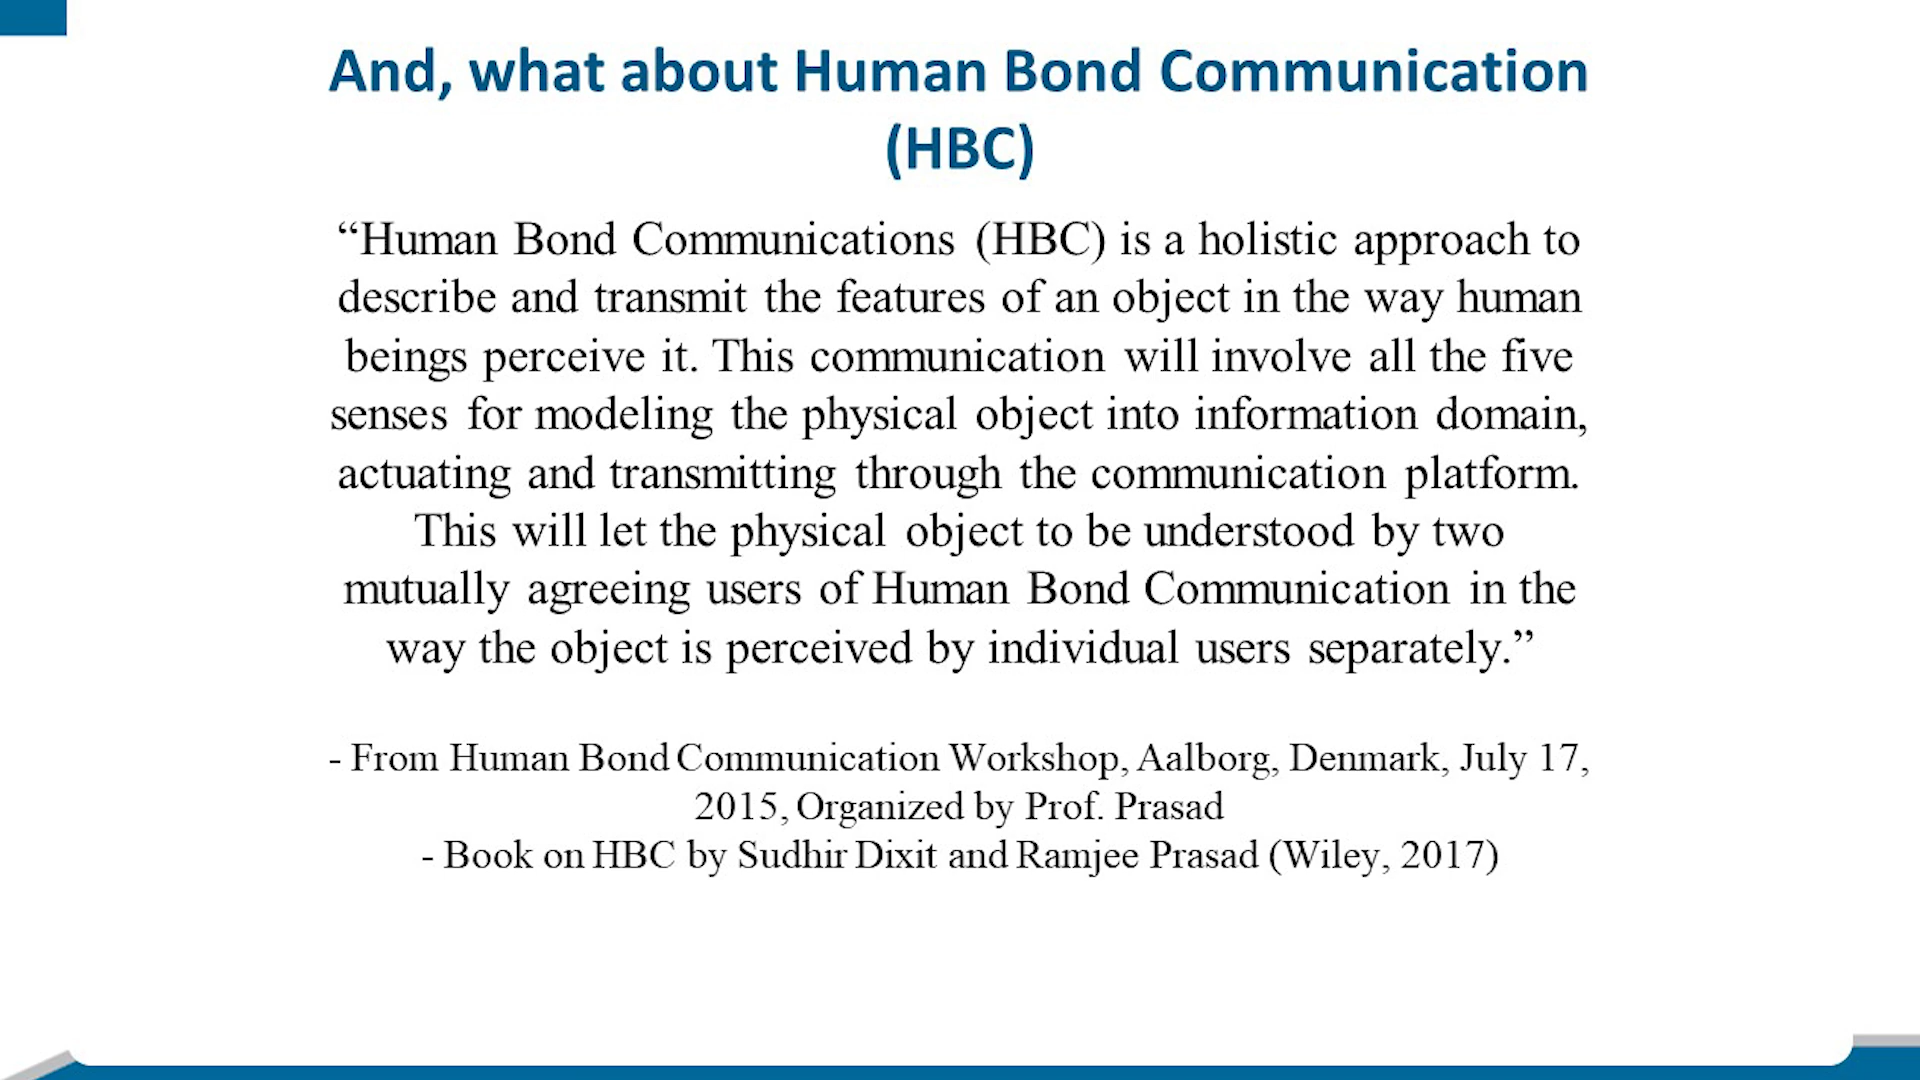 And, what about Human Bond Communication
(HBC)
“Human Bond Communications (HBC) is a holistic approach to
describe and transmit the features of an object in the way human
beings perceive it. This communication will involve all the five
senses for modeling the physical object into information domain,
actuating and transmitting through the communication platform.
This will let the physical object to be understood by two
mutually agreeing users of Human Bond Communication in the
way the object is perceived by individual users separately.”
- From Human Bond Communication Workshop, Aalborg, Denmark, July 17,
2015, Organized by Prof. Prasad
- Book on HBC by Sudhir Dixit and Ramjee Prasad (Wiley, 2017)